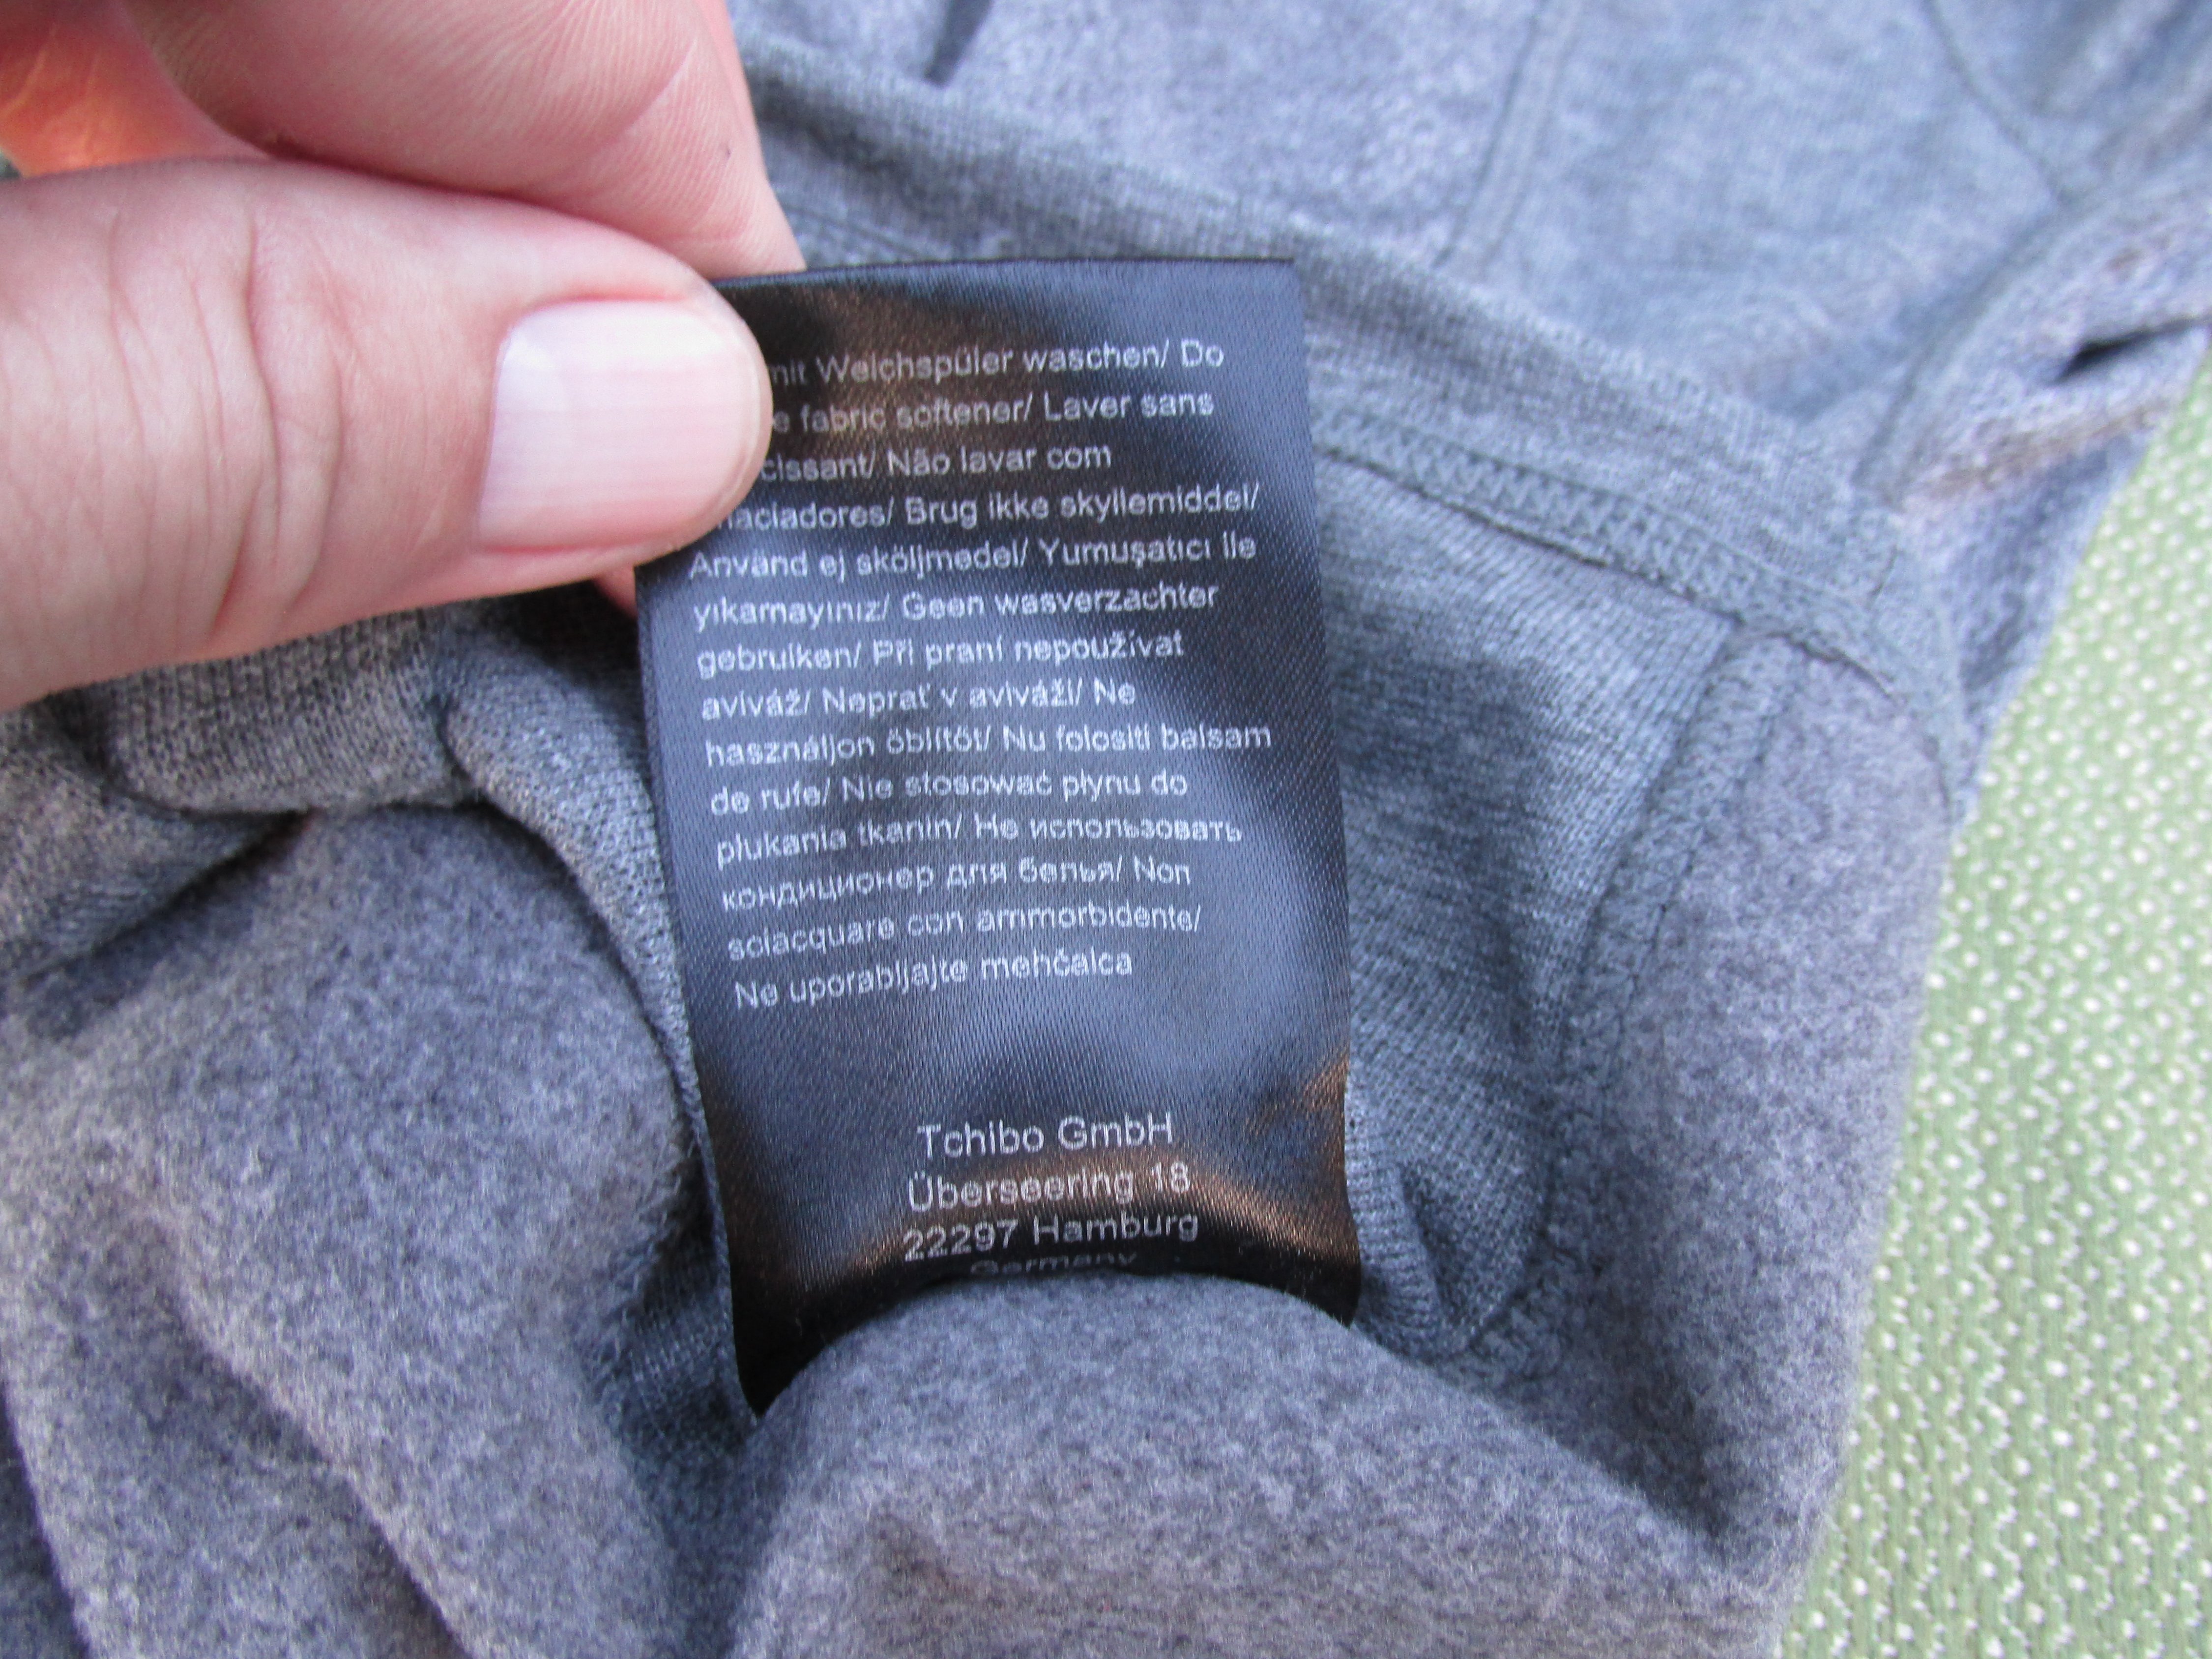 mit Weichspüler waschen/ Do
fabric softener/ Laver sans
Não lavar com
Brug ikke skyllemiddel/
Använd ej sköljmedel/ Yumuşatıcı ile
yıkamayınız/ Geen wasverzachter
gebruiken/ Při praní nepoužívat
aviváž/ Neprať v aviváži/ Ne
használjon öblítőt/ Nu folositi balsam
de rufe/ Nie stosować płynu do
płukania tkanin/ Не использовать
кондиционер для белья/ Non
sciacquare con ammorbidente/
Ne uporabljajte mehčalca
Tchibo GmbH
Überseering 18
22297 Hamburg
Germany